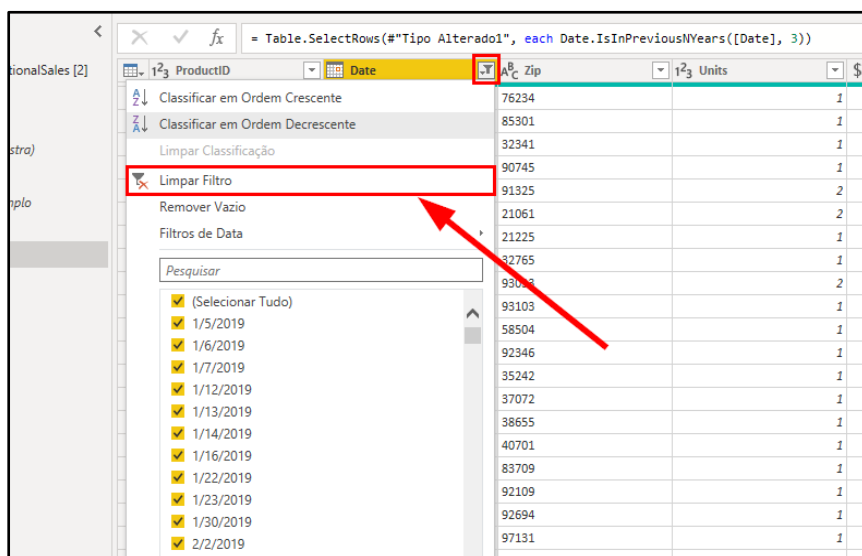 = Table.SelectRows(#"Tipo Alterado1", each Date.IsInPreviousNYears([Date], 3))
tionalSales [2]
stra)
mplo
1²3 ProductID Date ABC Zip 1²3 Units $
Classificar em Ordem Crescente
Classificar em Ordem Decrescente
Limpar Classificação
Limpar Filtro
Remover Vazio
Filtros de Data
Pesquisar
(Selecionar Tudo)
1/5/2019
1/6/2019
1/7/2019
1/12/2019
1/13/2019
1/14/2019
1/16/2019
1/22/2019
1/23/2019
1/30/2019
2/2/2019
76234 1
85301 1
32341 1
90745 1
91325 2
21061 2
21225 1
32765 1
2
93103 1
58504 1
92346 1
35242 1
37072 1
38655 1
40701 1
83709 1
92109 1
92694 1
97131 1